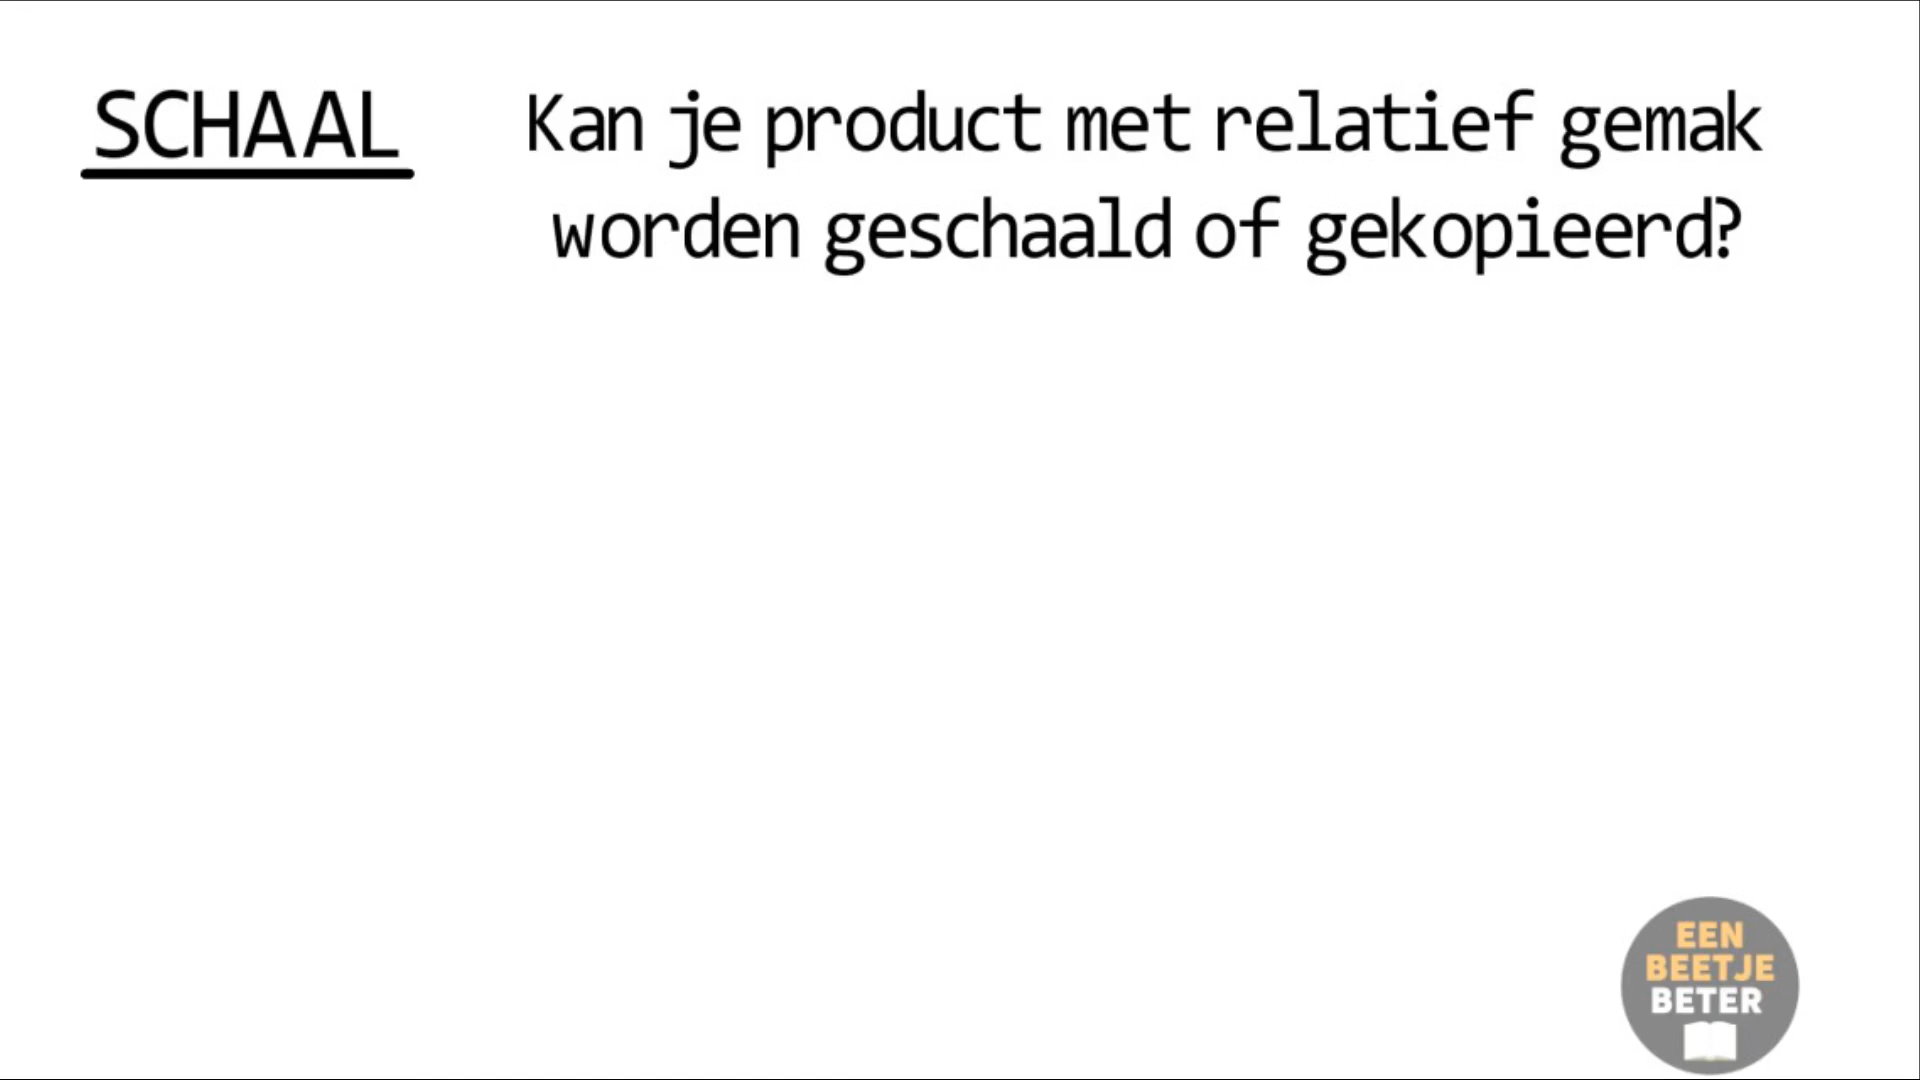 SCHAAL
Kan je product met relatief gemak
worden geschaald of gekopieerd?
EEN
BEETJE
BETER